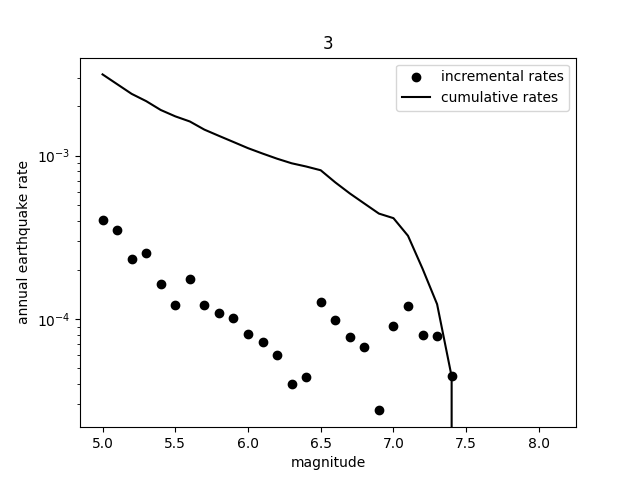 3
incremental rates
cumulative rates
annual earthquake rate
10^-3
10^-4
5.0 5.5 6.0 6.5 7.0 7.5 8.0
magnitude